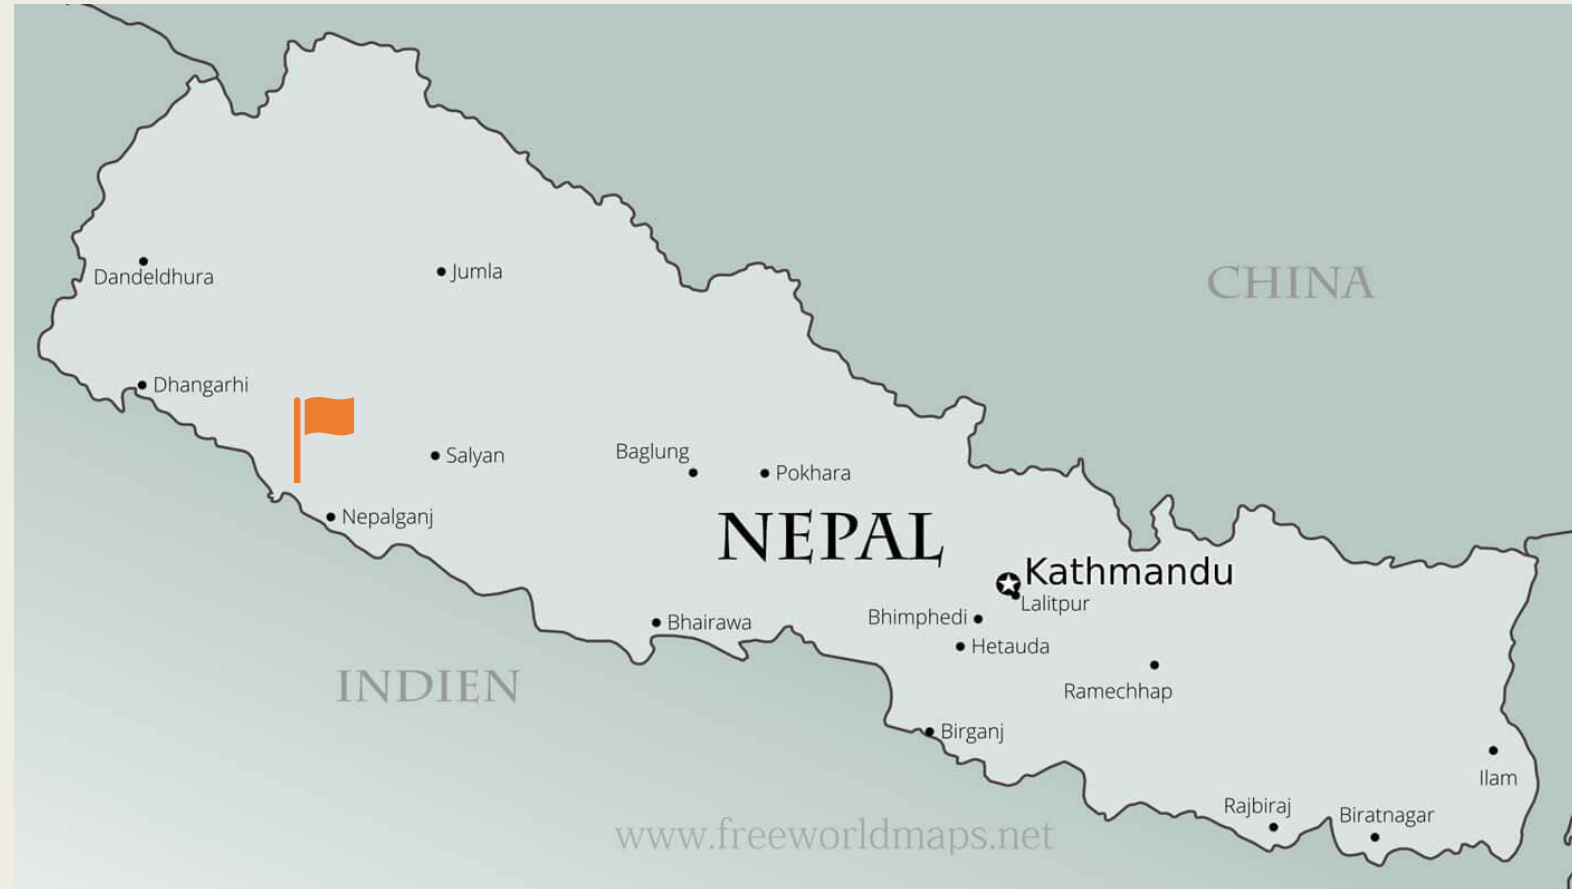 Dandeldhura
Jumla
CHINA
Dhangarhi
Salyan
Baglung
Pokhara
Nepalganj
NEPAL
Kathmandu
Lalitpur
Bhimphedi
Bhairawa
Hetauda
INDIEN
Ramechhap
Birganj
Ilam
Rajbiraj
Biratnagar
www.freeworldmaps.net